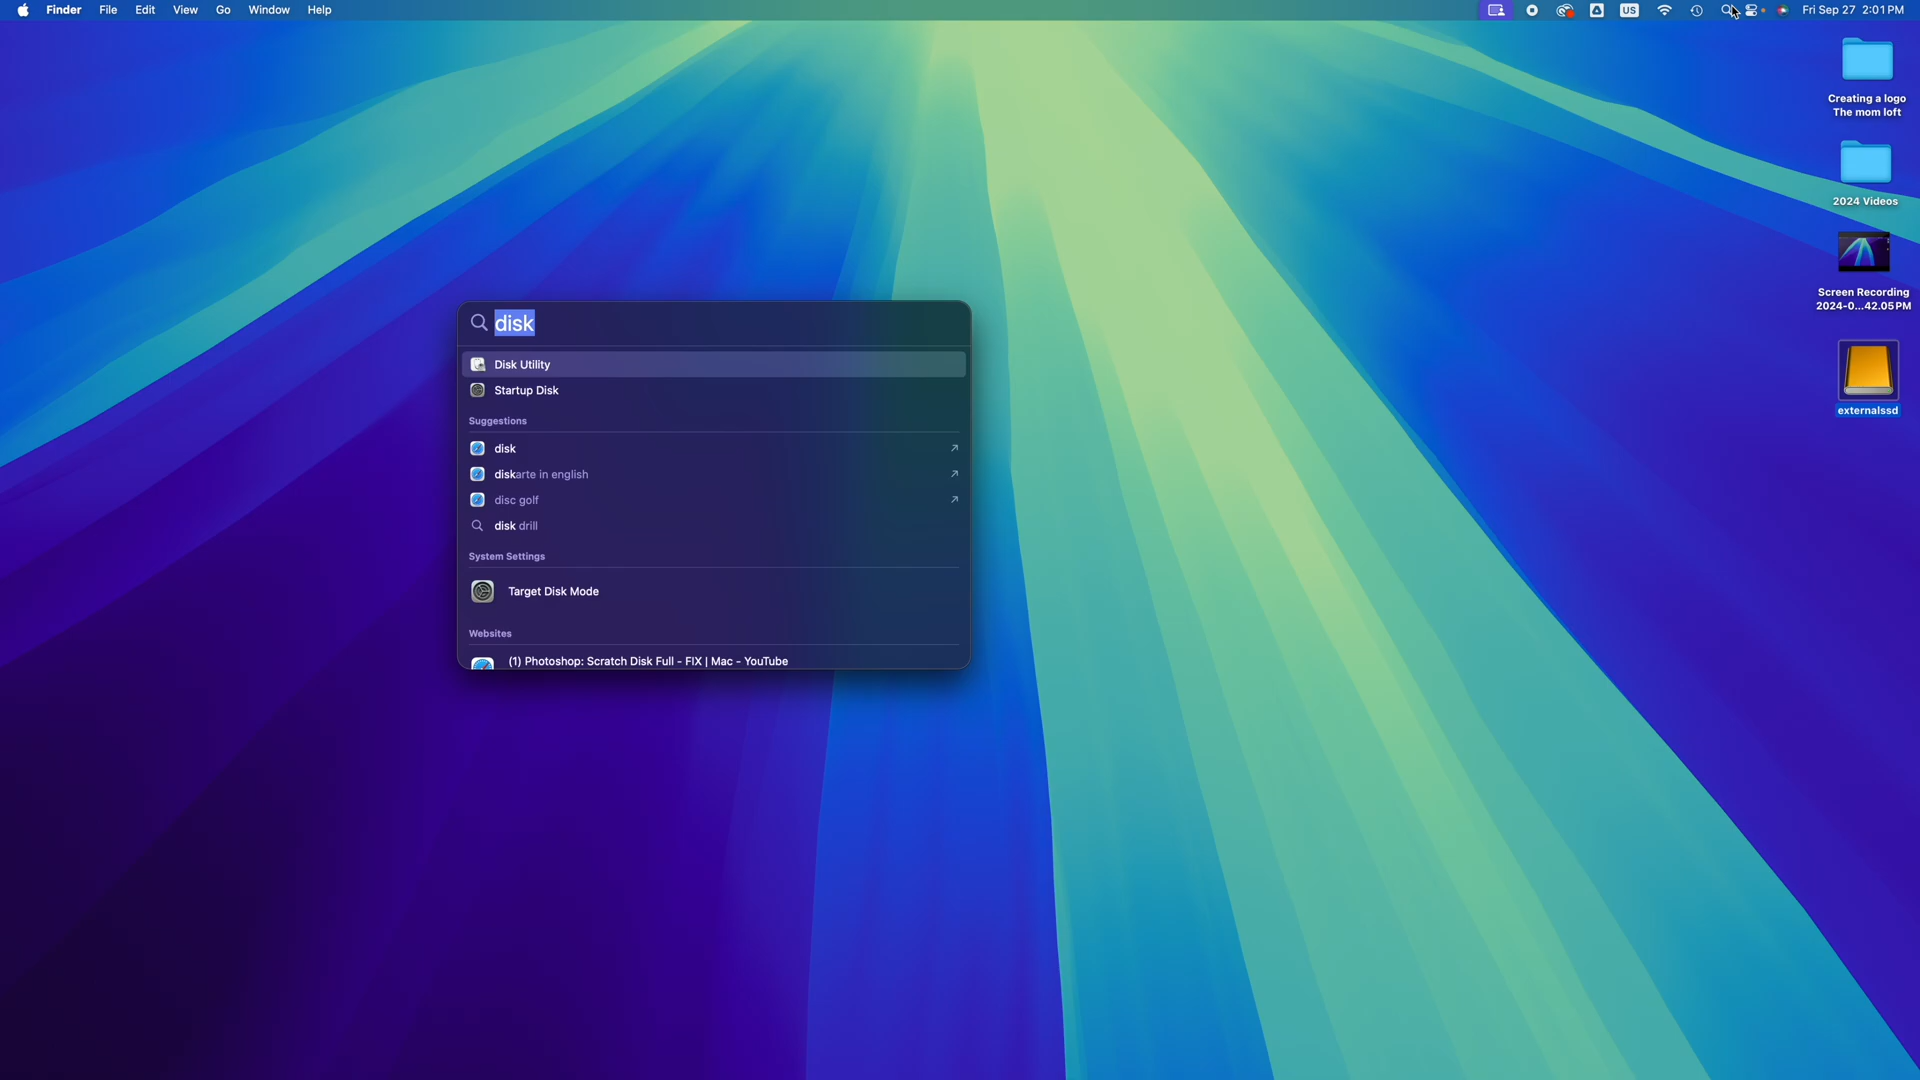 Finder File Edit View Go Window Help
US Fri Sep 27 2:01 PM
Creating a logo
The mom loft
2024 Videos
Screen Recording
2024-0...42.05 PM
externalssd
disk
Disk Utility
Startup Disk
Suggestions
disk
diskarte in english
disc golf
disk drill
System Settings
Target Disk Mode
Websites
(1) Photoshop: Scratch Disk Full - FIX | Mac - YouTube